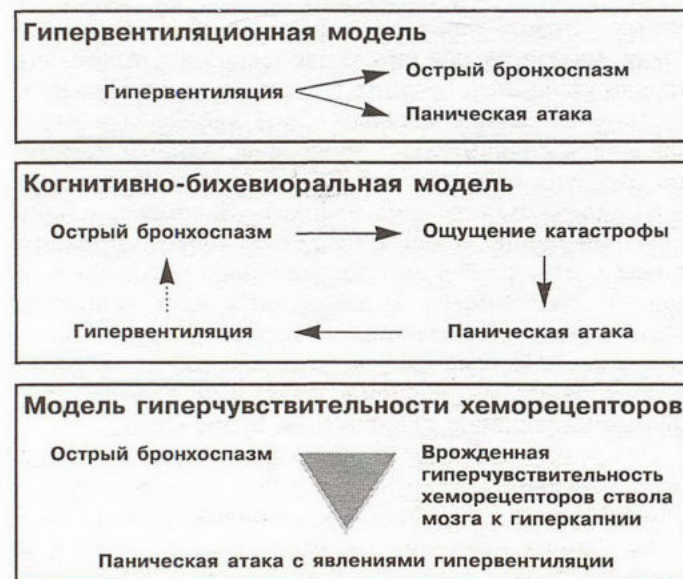 Гипервентиляционная модель
Острый бронхоспазм
Гипервентиляция
Паническая атака
Когнитивно-бихевиоральная модель
Острый бронхоспазм
Ощущение катастрофы
Гипервентиляция
Паническая атака
Модель гиперчувствительности хеморецепторов
Острый бронхоспазм
Врожденная
гиперчувствительность
хеморецепторов ствола
мозга к гиперкапнии
Паническая атака с явлениями гипервентиляции